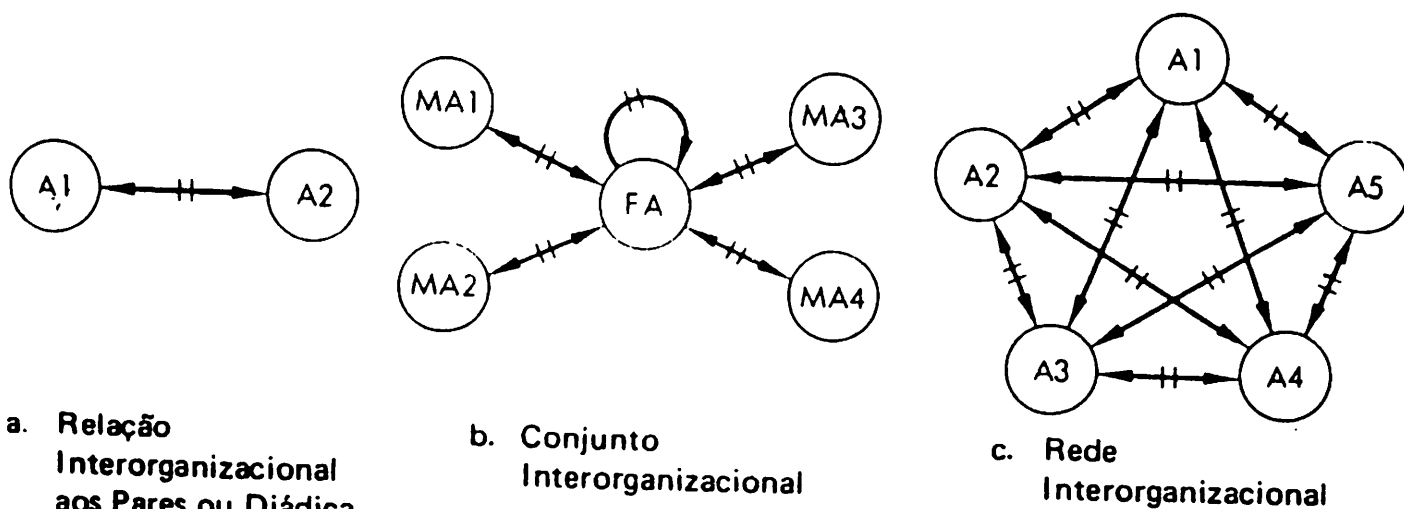 A1
A2
MA1
MA2
FA
MA3
MA4
A1
A2
A5
A3
A4
a. Relação
Interorganizacional
aos Pares ou Diádica
b. Conjunto
Interorganizacional
c. Rede
Interorganizacional